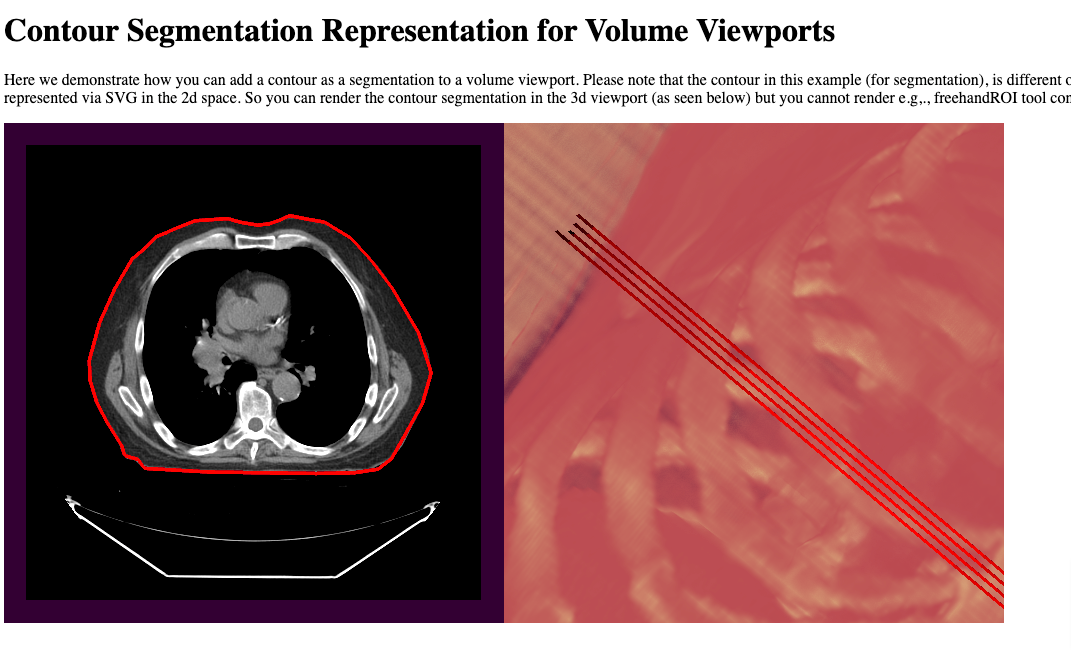 Contour Segmentation Representation for Volume Viewports
Here we demonstrate how you can add a contour as a segmentation to a volume viewport. Please note that the contour in this example (for segmentation), is different
represented via SVG in the 2d space. So you can render the contour segmentation in the 3d viewport (as seen below) but you cannot render e.g,., freehandROI tool